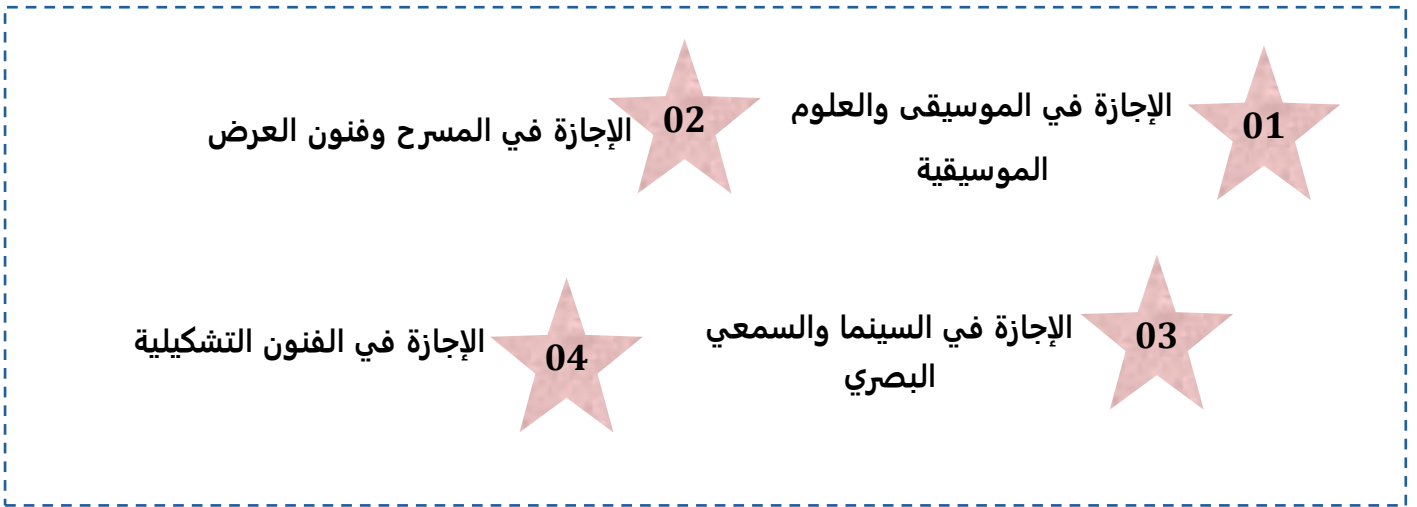 01
الإجازة في الموسيقى والعلوم
الموسيقية
02
الإجازة في المسرح وفنون العرض
03
الإجازة في السينما والسمعي
البصري
04
الإجازة في الفنون التشكيلية